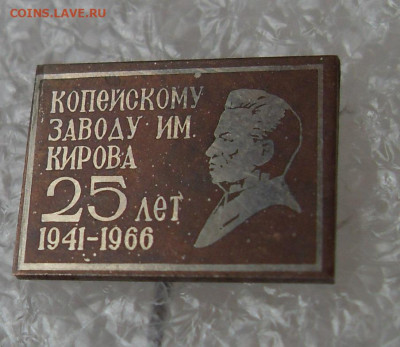 COINS.LAVE.RU
КОПЕЙСКОМУ
ЗАВОДУ ИМ.
КИРОВА
25 ЛЕТ
1941-1966